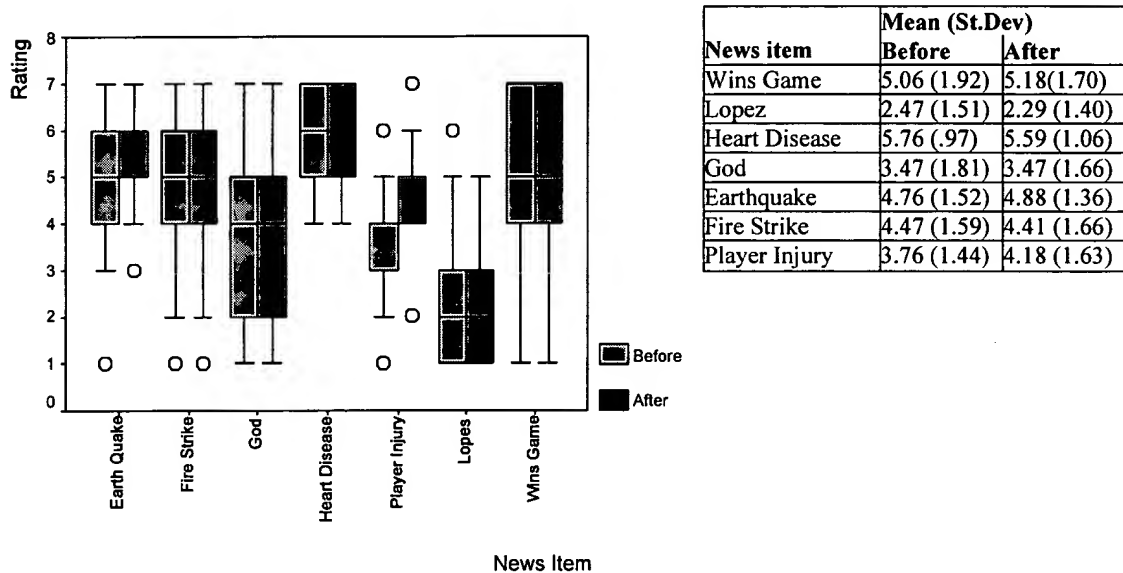 Rating
8
7
6
5
4
3
2
1
0
Earth Quake
Fire Strike
God
Heart Disease
Player Injury
Lopes
Wins Game
News Item
Before
After
Mean (St.Dev)
News item Before After
Wins Game 5.06 (1.92) 5.18(1.70)
Lopez 2.47 (1.51) 2.29 (1.40)
Heart Disease 5.76 (.97) 5.59 (1.06)
God 3.47 (1.81) 3.47 (1.66)
Earthquake 4.76 (1.52) 4.88 (1.36)
Fire Strike 4.47 (1.59) 4.41 (1.66)
Player Injury 3.76 (1.44) 4.18 (1.63)